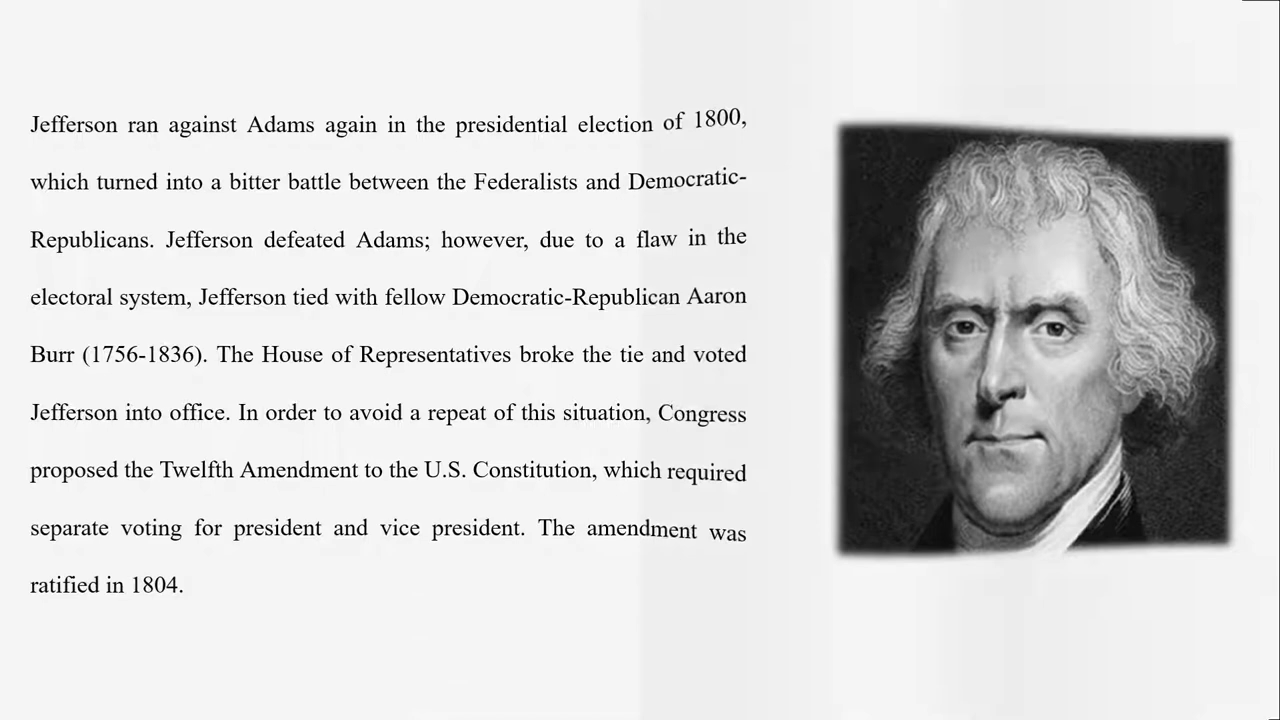 Jefferson ran against Adams again in the presidential election of 1800,
which turned into a bitter battle between the Federalists and Democratic-
Republicans. Jefferson defeated Adams; however, due to a flaw in the
electoral system, Jefferson tied with fellow Democratic-Republican Aaron
Burr (1756-1836). The House of Representatives broke the tie and voted
Jefferson into office. In order to avoid a repeat of this situation, Congress
proposed the Twelfth Amendment to the U.S. Constitution, which required
separate voting for president and vice president. The amendment was
ratified in 1804.